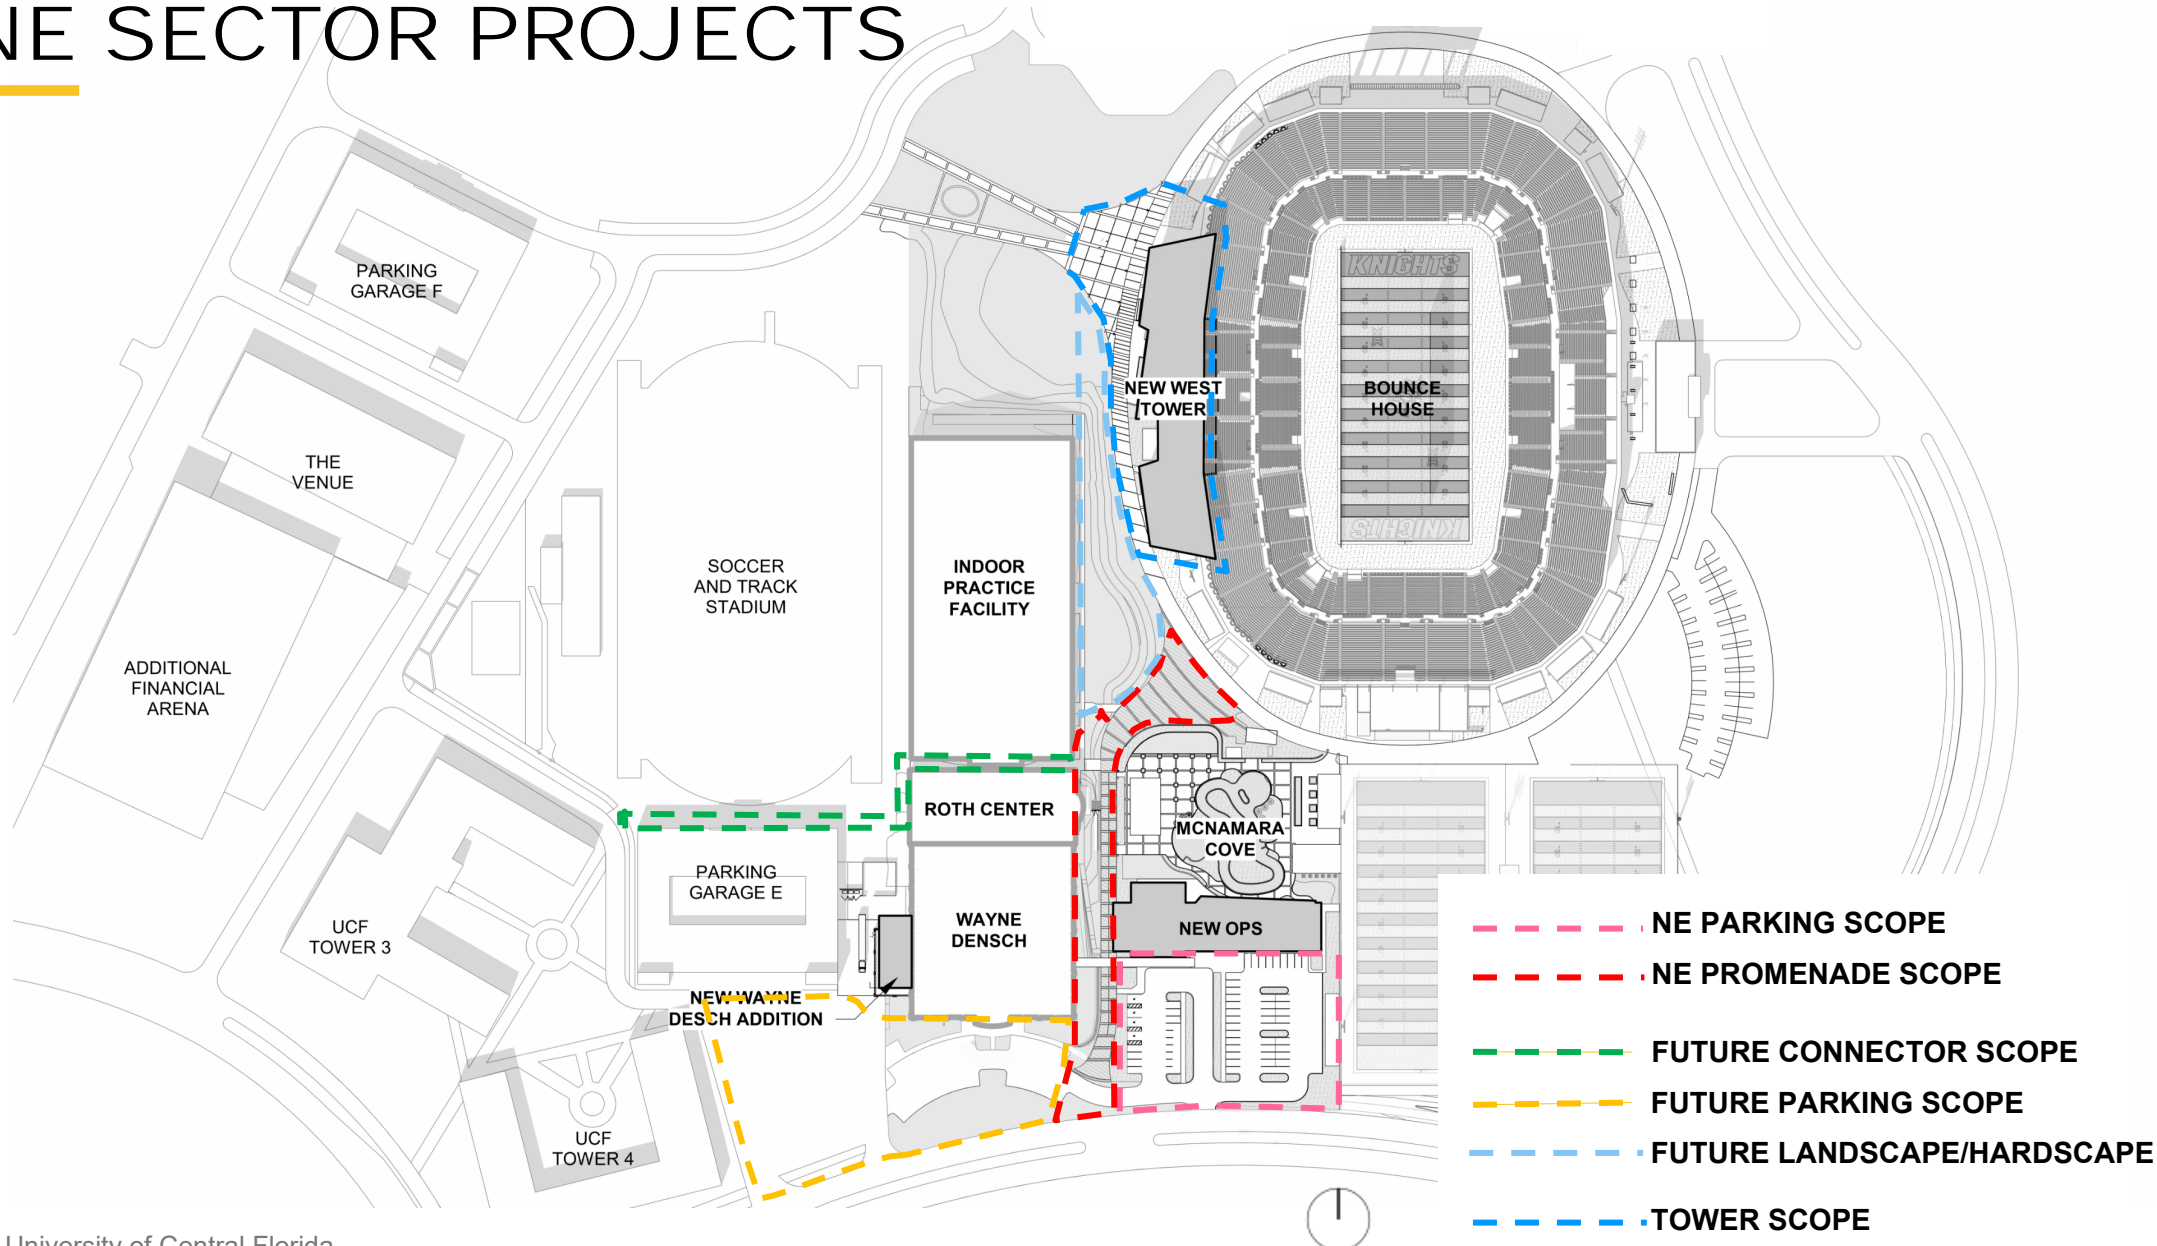 NE SECTOR PROJECTS
PARKING
GARAGE F
THE
VENUE
ADDITIONAL
FINANCIAL
ARENA
SOCCER
AND TRACK
STADIUM
INDOOR
PRACTICE
FACILITY
NEW WEST
TOWER
KNIGHTS
BOUNCE
HOUSE
KNIGHTS
ROTH CENTER
MCNAMARA
COVE
PARKING
GARAGE E
WAYNE
DENSCH
NEW OPS
UCF
TOWER 3
NEW WAYNE
DESCH ADDITION
UCF
TOWER 4
NE PARKING SCOPE
NE PROMENADE SCOPE
FUTURE CONNECTOR SCOPE
FUTURE PARKING SCOPE
FUTURE LANDSCAPE/HARDSCAPE
TOWER SCOPE
University of Central Florida